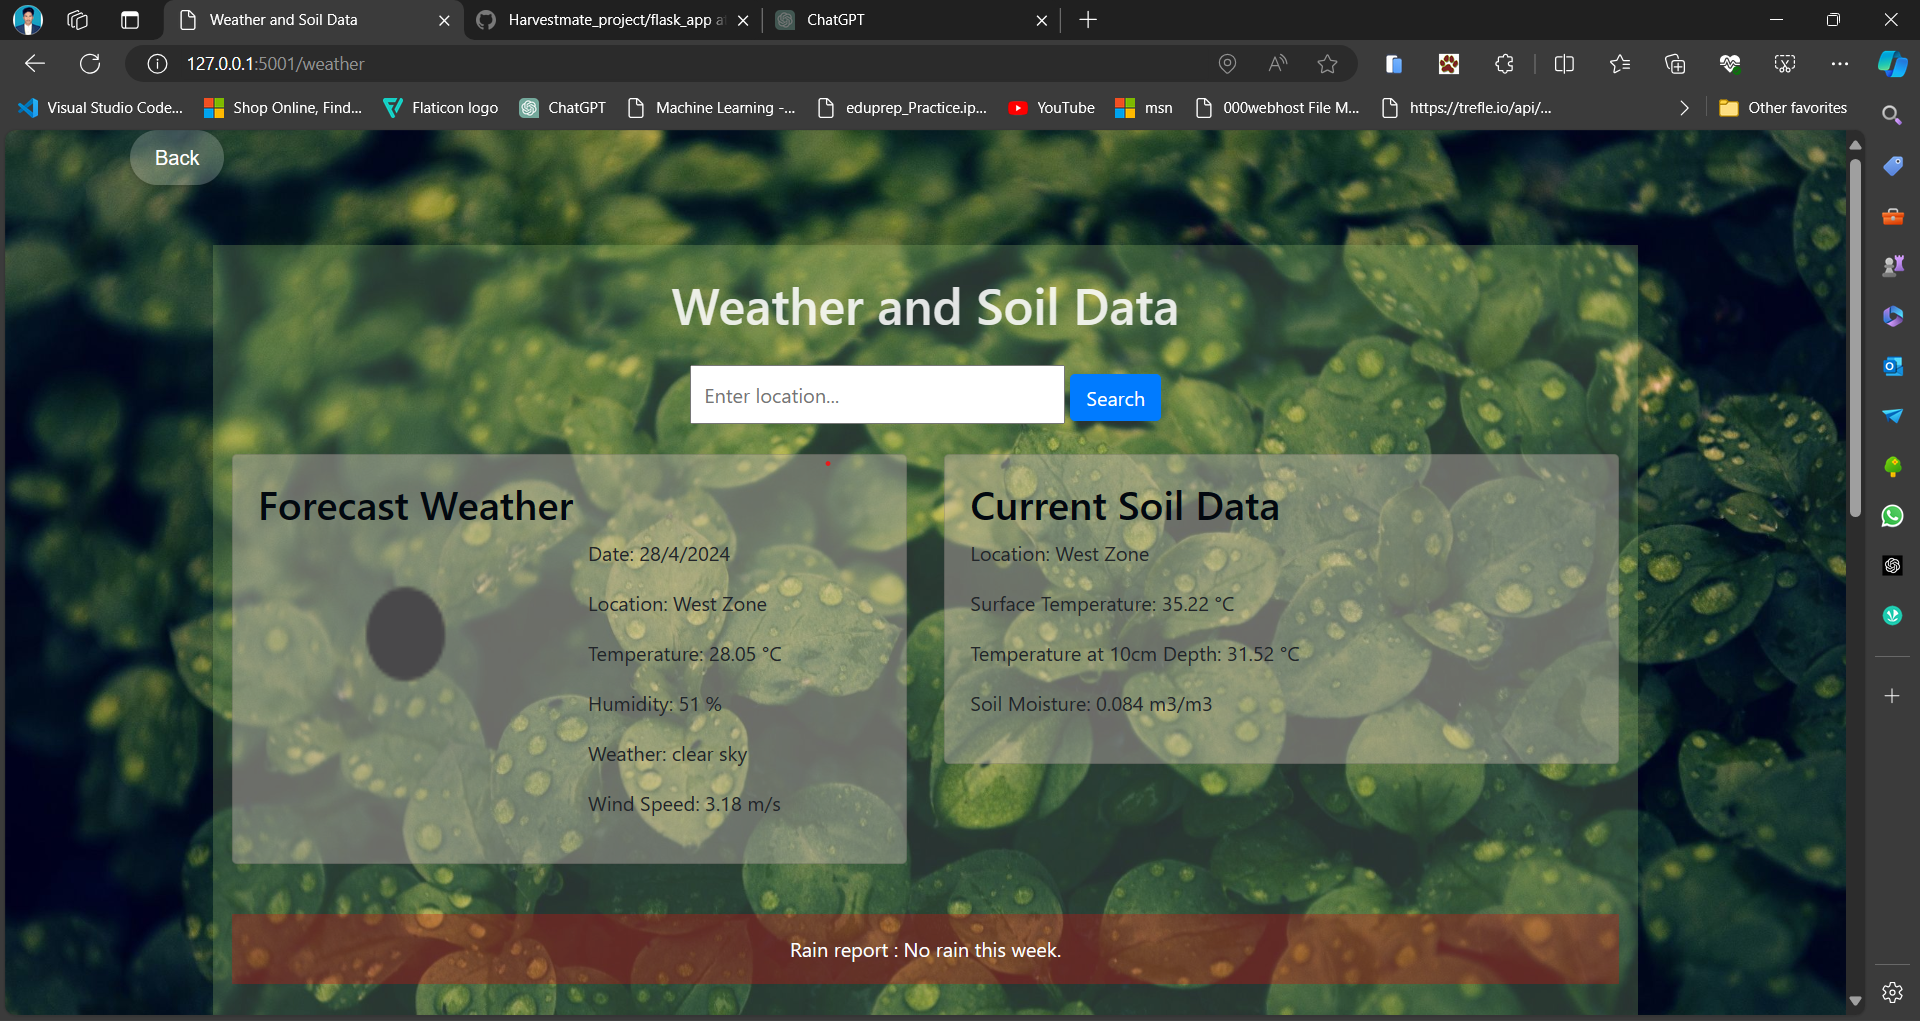 Weather and Soil Data
Harvestmate_project/flask_app a
ChatGPT
127.0.0.1:5001/weather
Visual Studio Code...
Shop Online, Find...
Flaticon logo
ChatGPT
Machine Learning -...
eduprep_Practice.ip...
YouTube
msn
000webhost File M...
https://trefle.io/api/...
Other favorites
Back
Weather and Soil Data
Enter location...
Search
Forecast Weather
Date: 28/4/2024
Location: West Zone
Temperature: 28.05 °C
Humidity: 51 %
Weather: clear sky
Wind Speed: 3.18 m/s
Current Soil Data
Location: West Zone
Surface Temperature: 35.22 °C
Temperature at 10cm Depth: 31.52 °C
Soil Moisture: 0.084 m3/m3
Rain report : No rain this week.